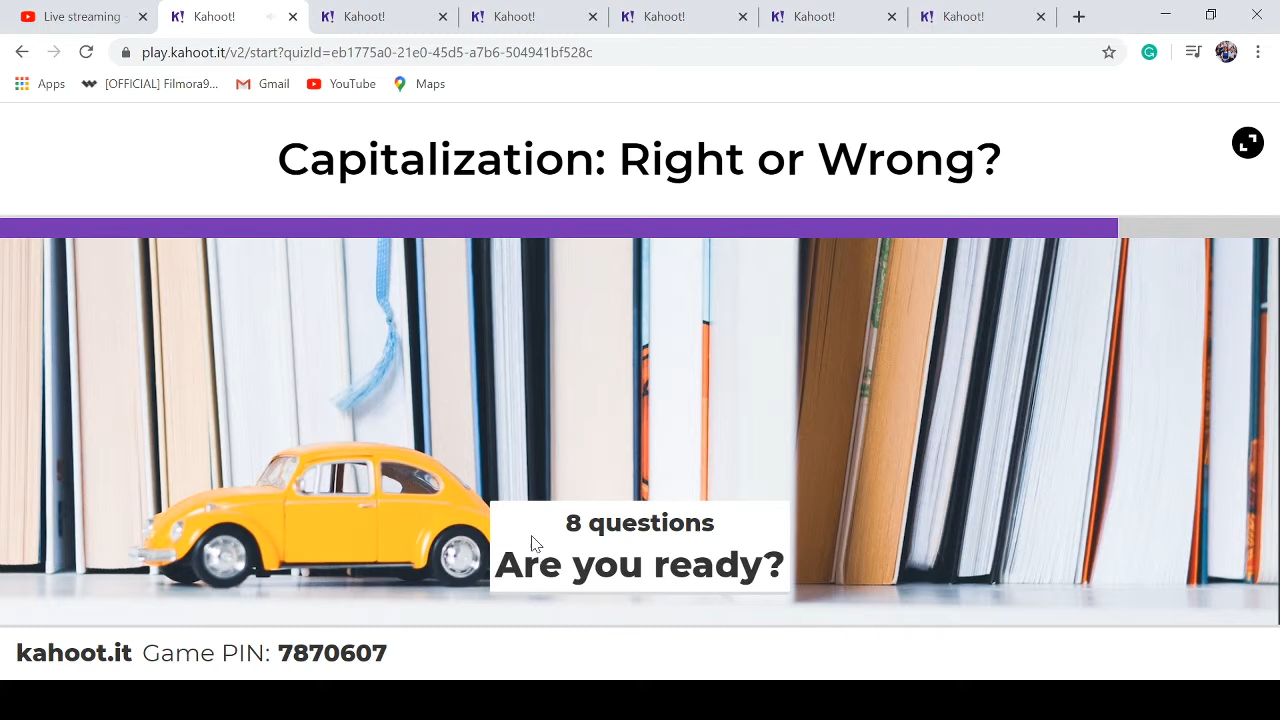 Live streaming
Kahoot!
Kahoot!
Kahoot!
Kahoot!
Kahoot!
Kahoot!
play.kahoot.it/v2/start?quizId=eb1775a0-21e0-45d5-a7b6-504941bf528c
Apps
[OFFICIAL] Filmora9...
Gmail
YouTube
Maps
Capitalization: Right or Wrong?
8 questions
Are you ready?
kahoot.it Game PIN: 7870607